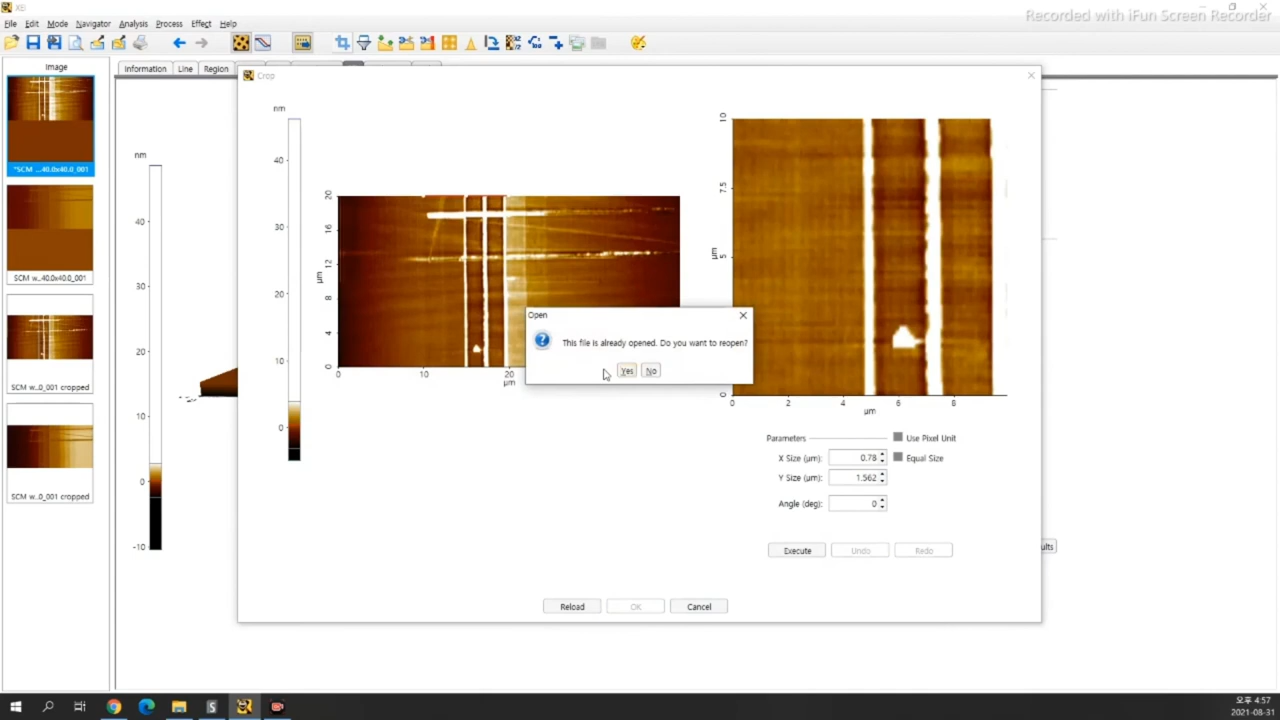 XEI
Recorded with iFun Screen Recorder
File Edit Mode Navigator Analysis Process Effect Help
Image
Information Line Region
Crop
"SCM ...40.0x40.0_001
SCM w...40.0x40.0_001
SCM w...0_001 cropped
SCM w...0_001 cropped
nm
40
30
20
10
0
-10
nm
40
30
20
10
0
20
16
12
8
4
0
µm
0
10
20
µm
10
7.5
5
0
µm
0
2
4
6
8
µm
Open
This file is already opened. Do you want to reopen?
Yes No
Parameters
Use Pixel Unit
X Size (µm): 0.78
Equal Size
Y Size (µm): 1.562
Angle (deg): 0
Execute Undo Redo
ults
Reload OK Cancel
오후 4:57
2021-08-31